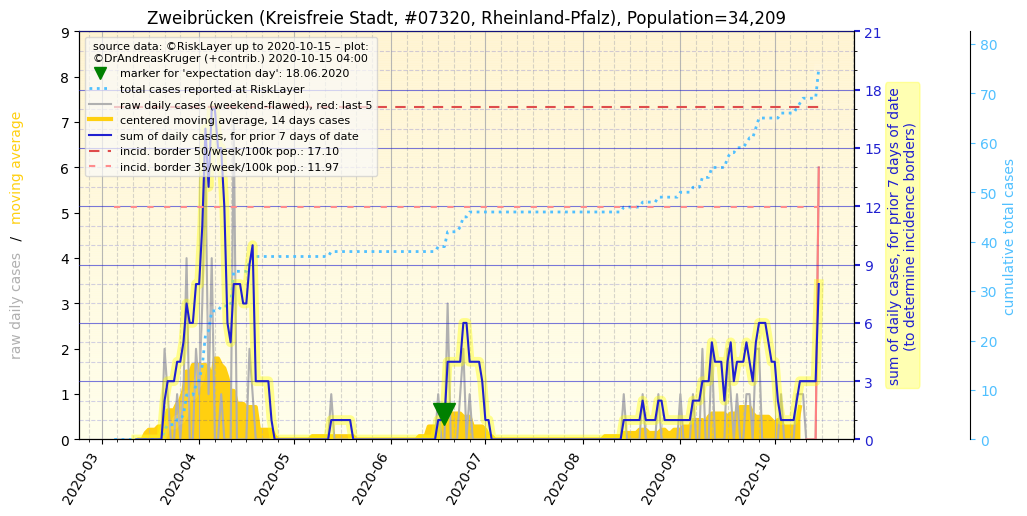 Zweibrücken (Kreisfreie Stadt, #07320, Rheinland-Pfalz), Population=34,209
source data: ©RiskLayer up to 2020-10-15 – plot:
©DrAndreasKruger (+contrib.) 2020-10-15 04:00
marker for 'expectation day': 18.06.2020
total cases reported at RiskLayer
raw daily cases (weekend-flawed), red: last 5
centered moving average, 14 days cases
sum of daily cases, for prior 7 days of date
incid. border 50/week/100k pop.: 17.10
incid. border 35/week/100k pop.: 11.97
raw daily cases / moving average
9
8
7
6
5
4
3
2
1
0
21
18
15
12
9
6
3
0
sum of daily cases, for prior 7 days of date
(to determine incidence borders)
80
70
60
50
40
30
20
10
0
cumulative total cases
2020-03
2020-04
2020-05
2020-06
2020-07
2020-08
2020-09
2020-10